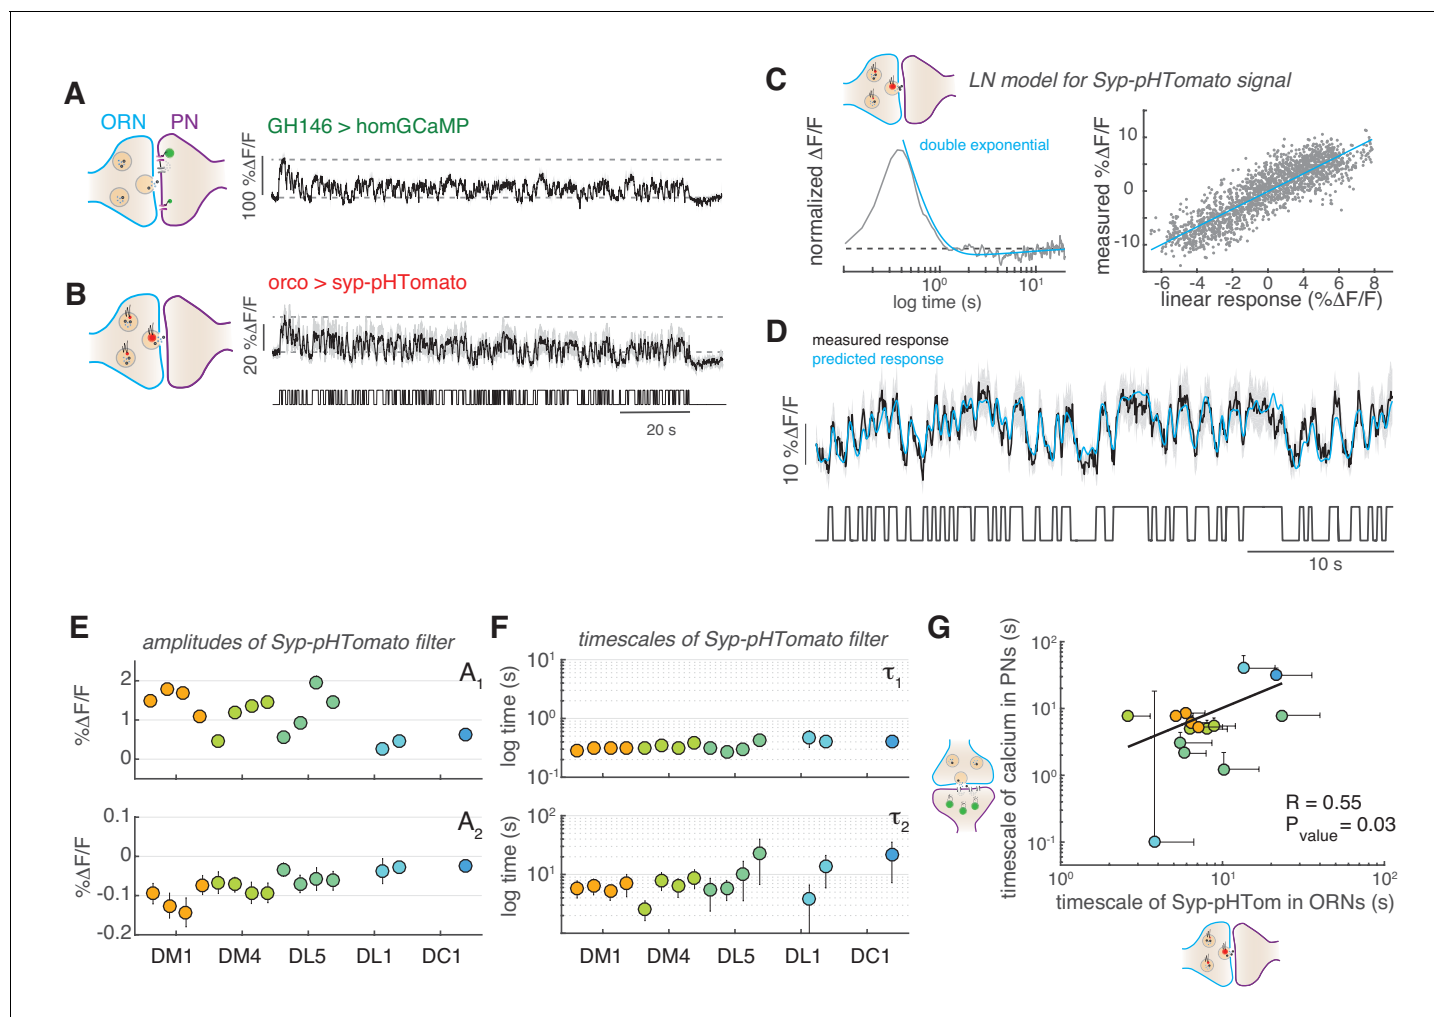 A
ORN PN
GH146 > homGCaMP
100 %ΔF/F
B
orco > syp-pHTomato
20 %ΔF/F
20 s
C
LN model for Syp-pHTomato signal
double exponential
normalized ΔF/F
10⁰
10¹
log time (s)
measured %ΔF/F
10
0
-10
-6 -4 -2 0 2 4 6 8
linear response (%ΔF/F)
D
measured response
predicted response
10 %ΔF/F
10 s
E
amplitudes of Syp-pHTomato filter
A₁
%ΔF/F
2
1
0
A₂
%ΔF/F
0.1
0
-0.1
-0.2
DM1 DM4 DL5 DL1 DC1
F
timescales of Syp-pHTomato filter
τ₁
log time (s)
10¹
10⁰
10⁻¹
τ₂
log time (s)
10²
10¹
DM1 DM4 DL5 DL1 DC1
G
timescale of calcium in PNs (s)
10²
10¹
10⁰
10⁻¹
R = 0.55
Pvalue = 0.03
10⁰ 10¹ 10²
timescale of Syp-pHTom in ORNs (s)